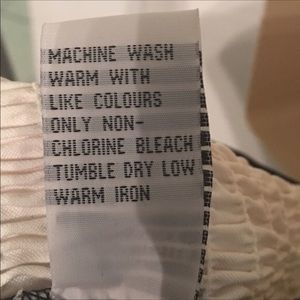 MACHINE WASH
WARM WITH
LIKE COLOURS
ONLY NON-
CHLORINE BLEACH
TUMBLE DRY LOW
WARM IRON